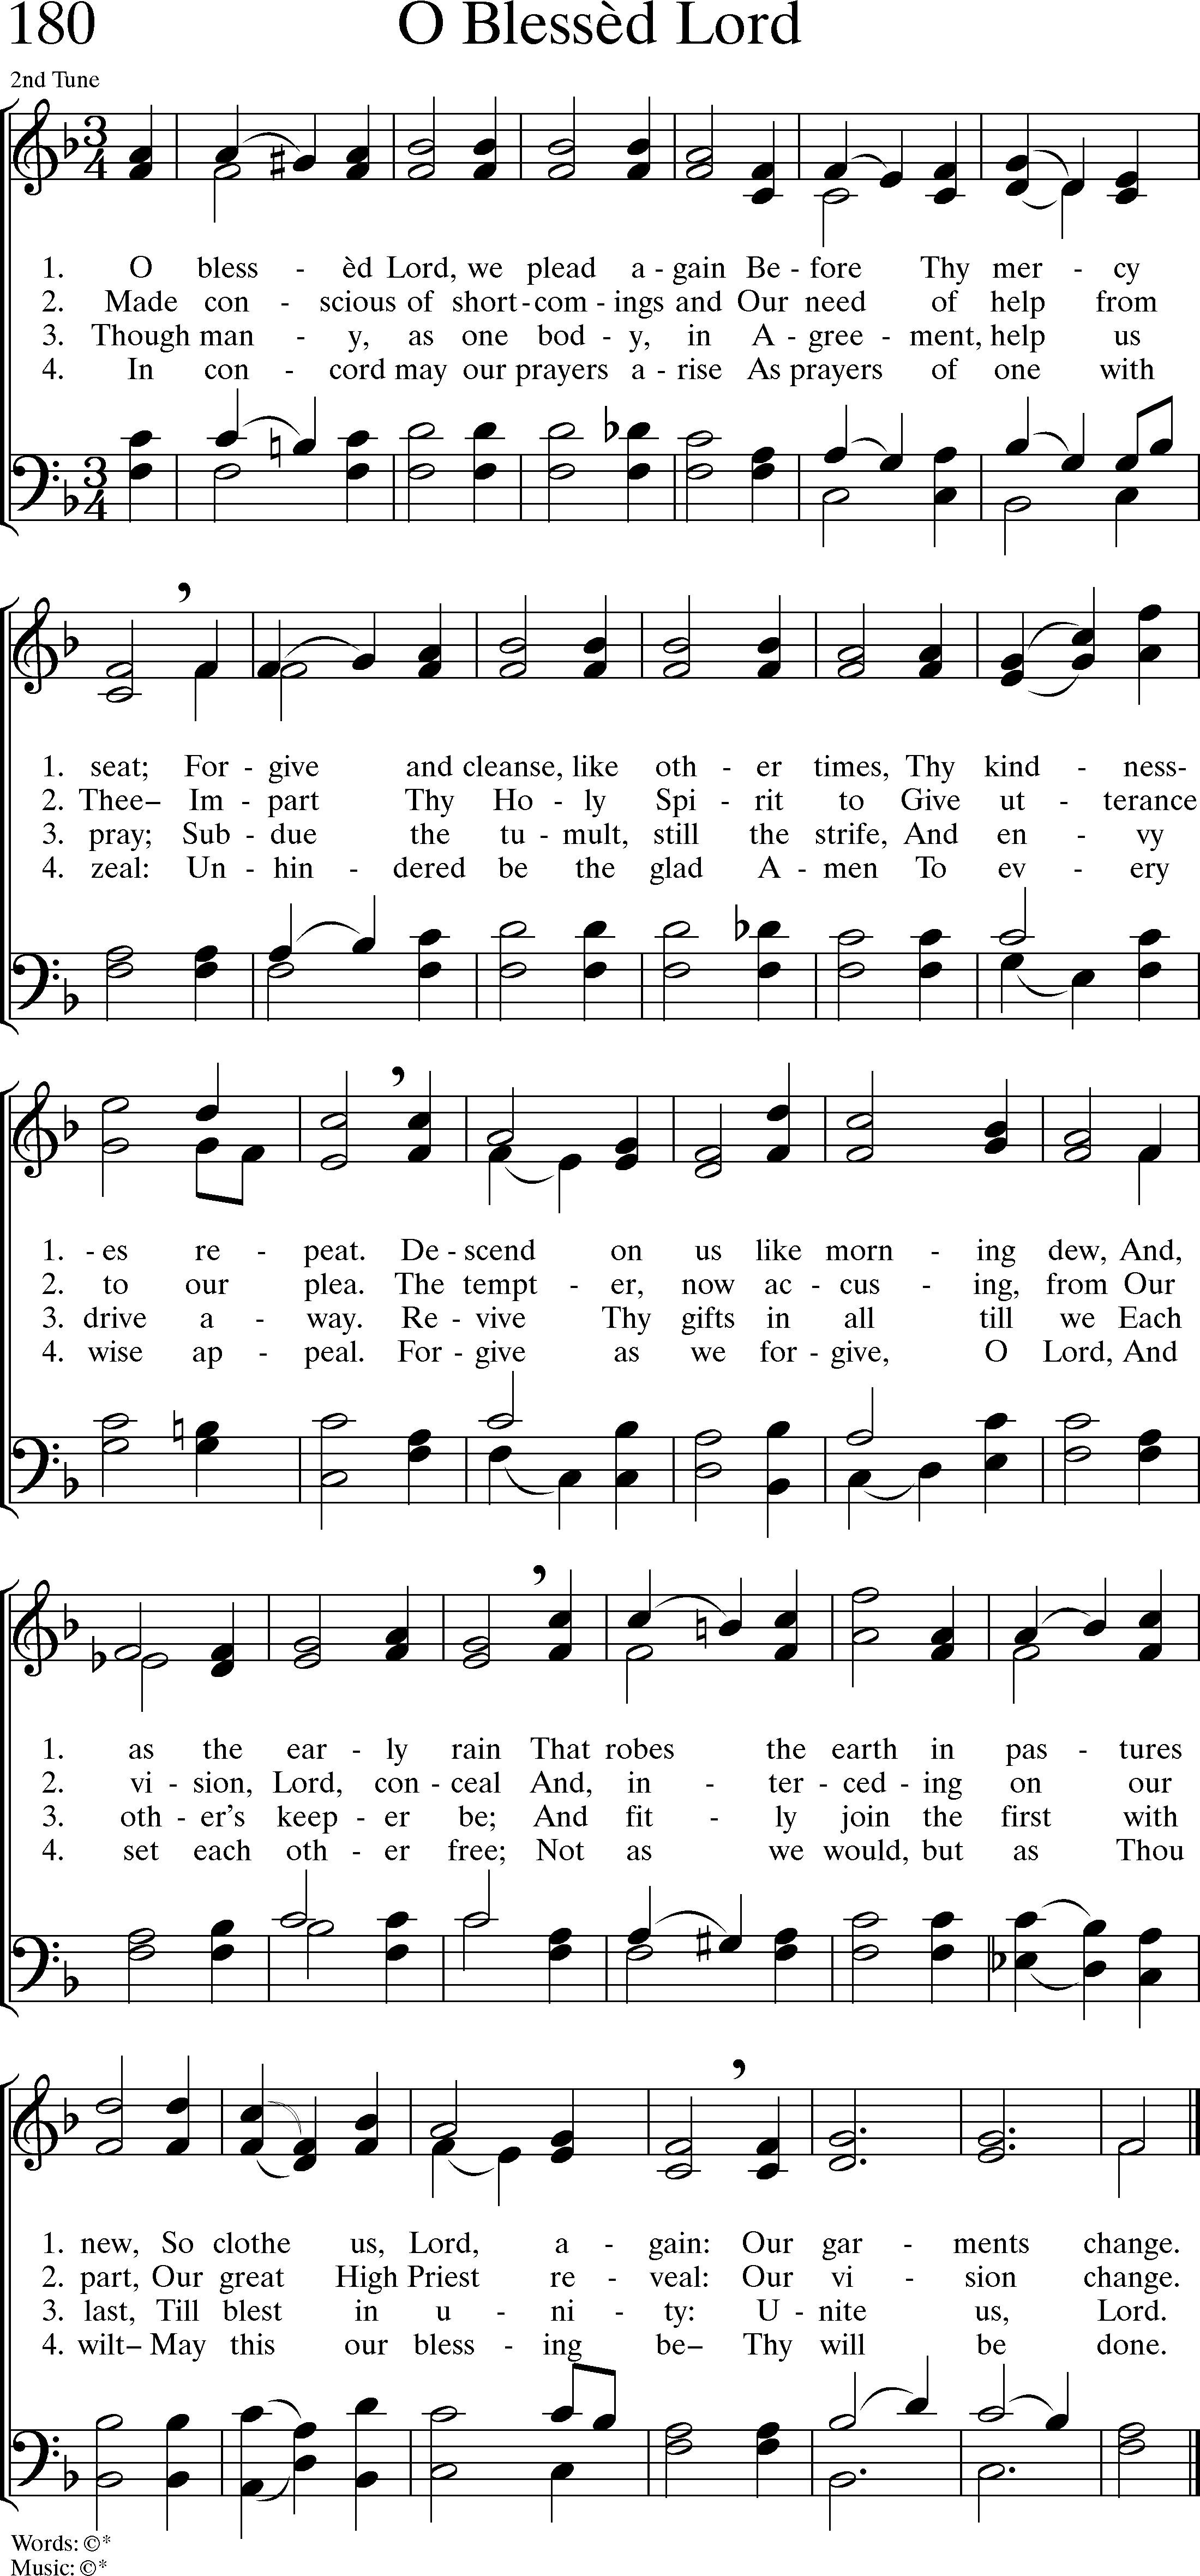 180 O Blessèd Lord
2nd Tune
3 4
1. O bless - èd Lord, we plead a - gain Be - fore Thy mer - cy
2. Made con - scious of short - com - ings and Our need of help from
3. Though man - y, as one bod - y, in A - gree - ment, help us
4. In con - cord may our prayers a - rise As prayers of one with
3 4
1. seat; For - give and cleanse, like oth - er times, Thy kind - ness-
2. Thee– Im - part Thy Ho - ly Spi - rit to Give ut - terance
3. pray; Sub - due the tu - mult, still the strife, And en - vy
4. zeal: Un - hin - dered be the glad A - men To ev - ery
1. - es re - peat. De - scend on us like morn - ing dew, And,
2. to our plea. The tempt - er, now ac - cus - ing, from Our
3. drive a - way. Re - vive Thy gifts in all till we Each
4. wise ap - peal. For - give as we for - give, O Lord, And
1. as the ear - ly rain That robes the earth in pas - tures
2. vi - sion, Lord, con - ceal And, in - ter - ced - ing on our
3. oth - er's keep - er be; And fit - ly join the first with
4. set each oth - er free; Not as we would, but as Thou
1. new, So clothe us, Lord, a - gain: Our gar - ments change.
2. part, Our great High Priest re - veal: Our vi - sion change.
3. last, Till blest in u - ni - ty: U - nite us, Lord.
4. wilt– May this our bless - ing be– Thy will be done.
Words: ©*
Music: ©*